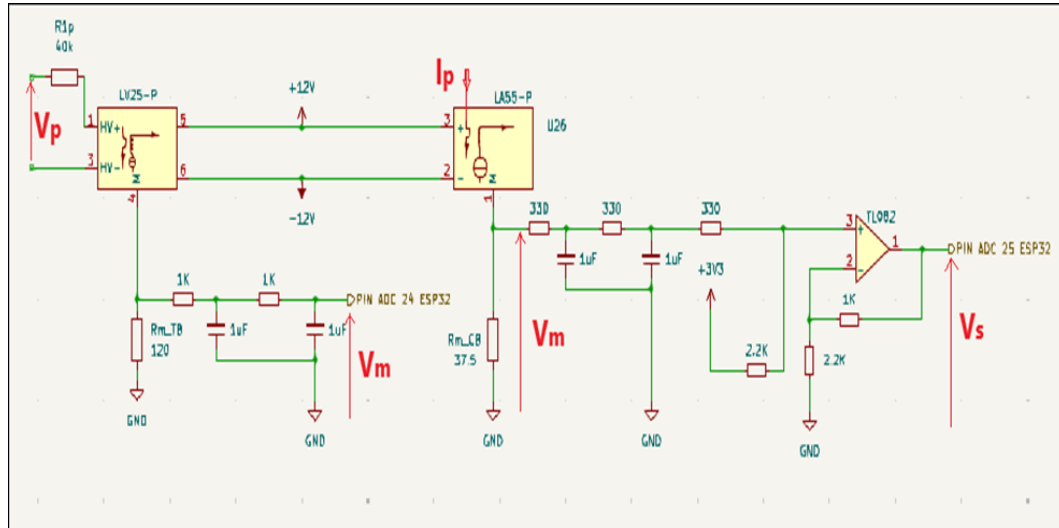 R1p
40k
LV25-P
Vp
1
HV+
3
HV-
M
4
5
6
+12V
-12V
Ip
LA55-P
U26
3
+
2
-
M
1
330
330
330
1uF
1uF
+3V3
2.2K
TL082
3
+
2
-
1
PIN ADC 25 ESP32
1K
2.2K
GND
Vs
1K
1K
PIN ADC 24 ESP32
1uF
1uF
Rm_TB
120
GND
GND
Vm
Vm
Rm_CB
37.5
GND
GND